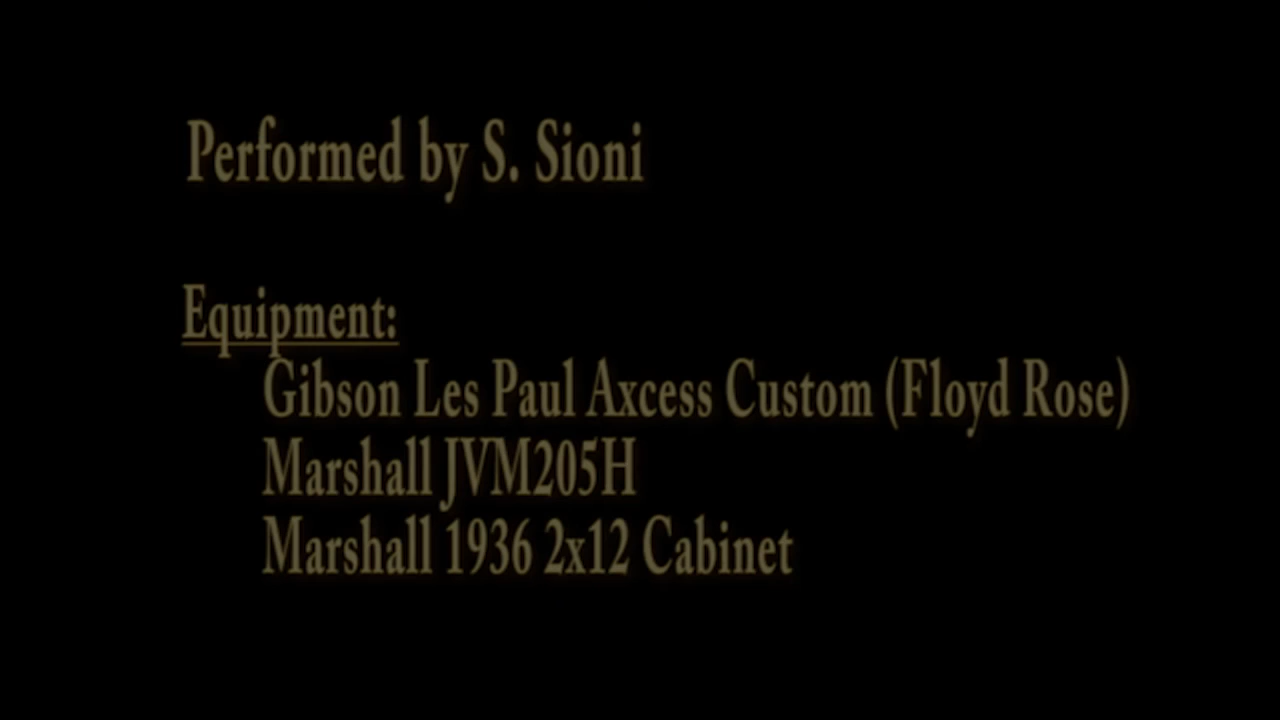 Performed by S. Sioni
Equipment:
Gibson Les Paul Axcess Custom (Floyd Rose)
Marshall JVM205H
Marshall 1936 2x12 Cabinet